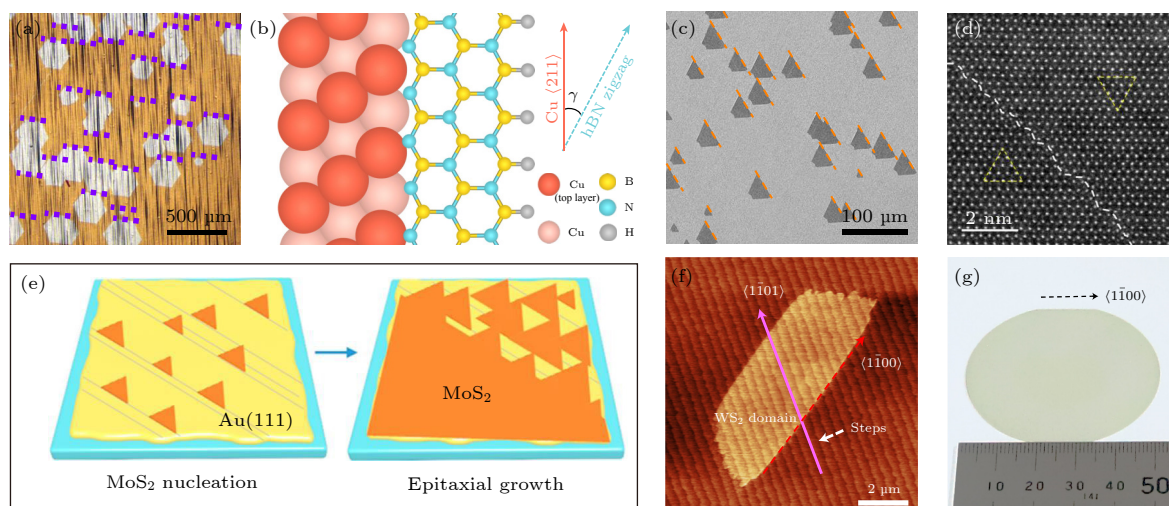 (a)
500 µm
(b)
Cu ⟨211⟩
γ
hBN zigzag
Cu
(top layer)
B
N
Cu
H
(c)
100 µm
(d)
2 nm
(e)
Au(111)
MoS₂
MoS₂ nucleation
Epitaxial growth
(f)
⟨11̄01⟩
⟨11̄00⟩
WS₂ domain
Steps
2 µm
(g)
⟨11̄00⟩
10 20 30 40 50
(4)